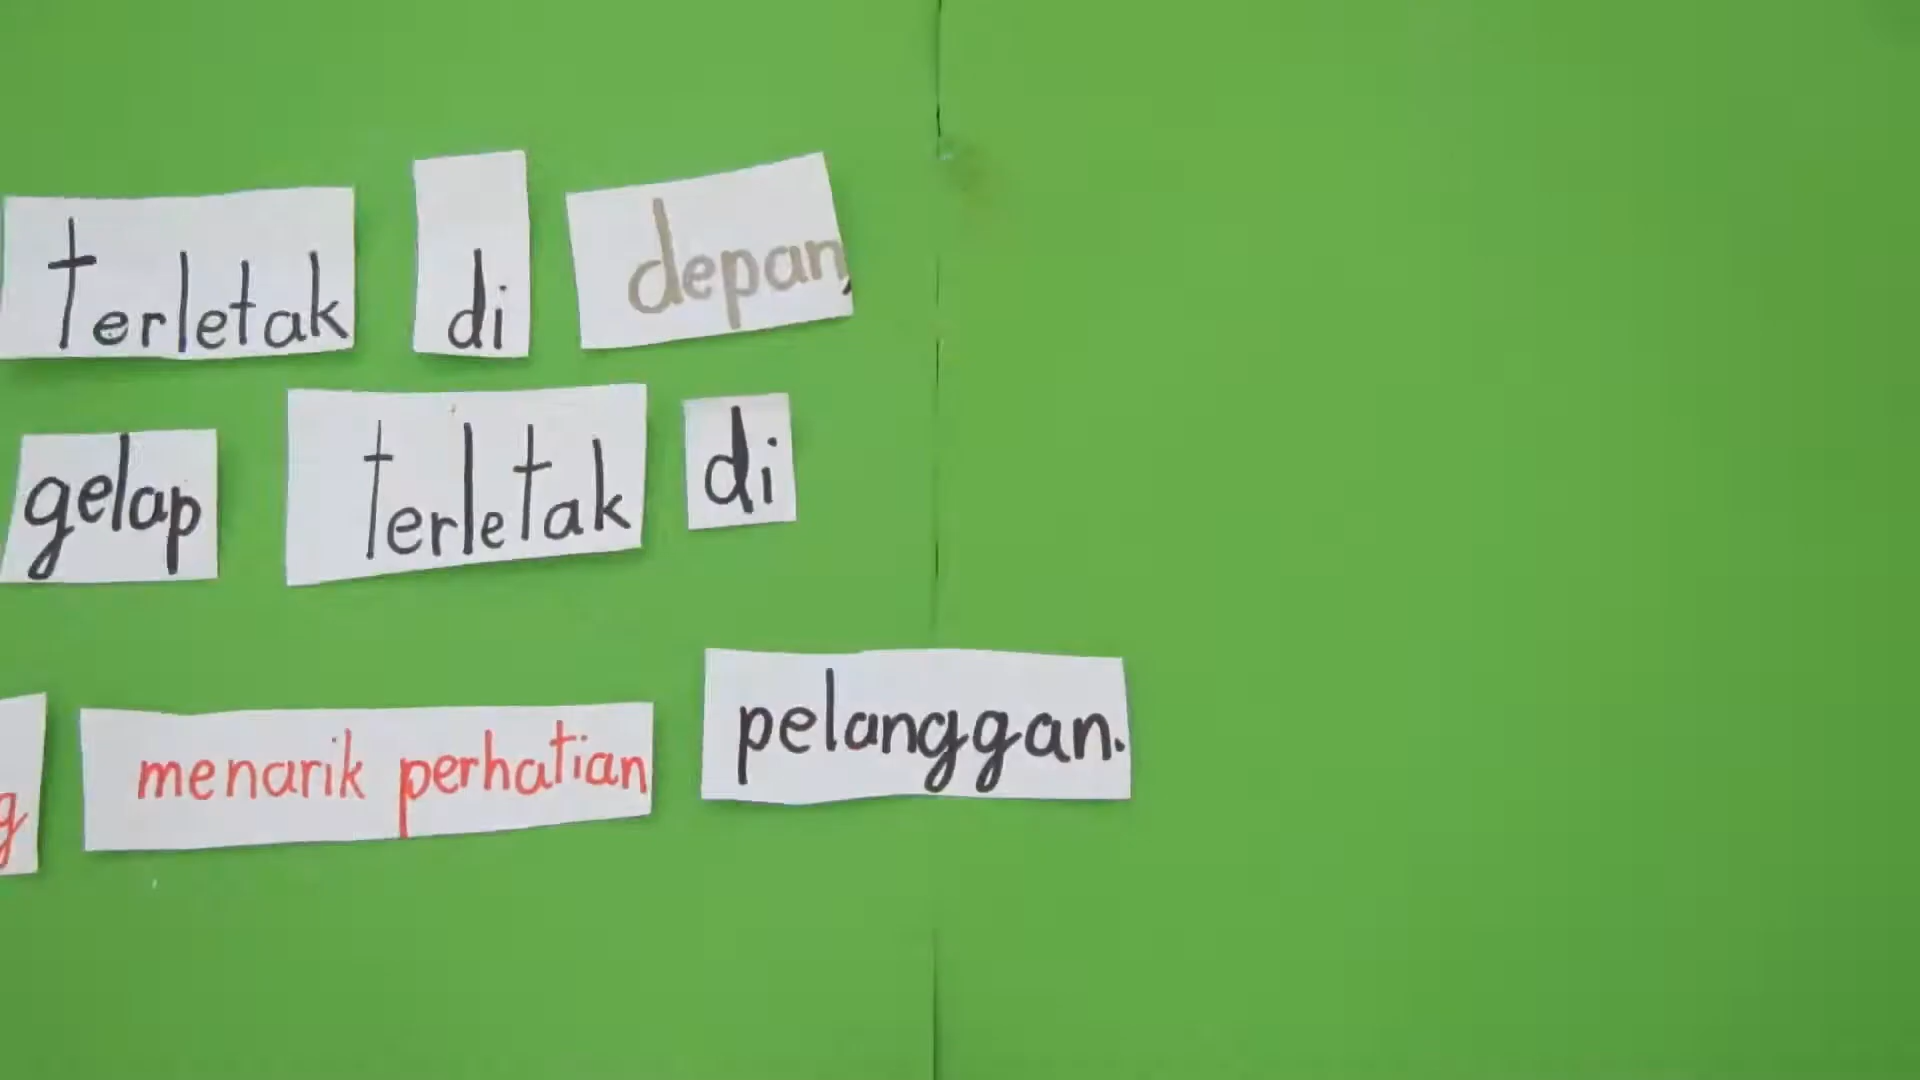 Terletak di depan,
gelap terletak di
menarik perhatian pelanggan.